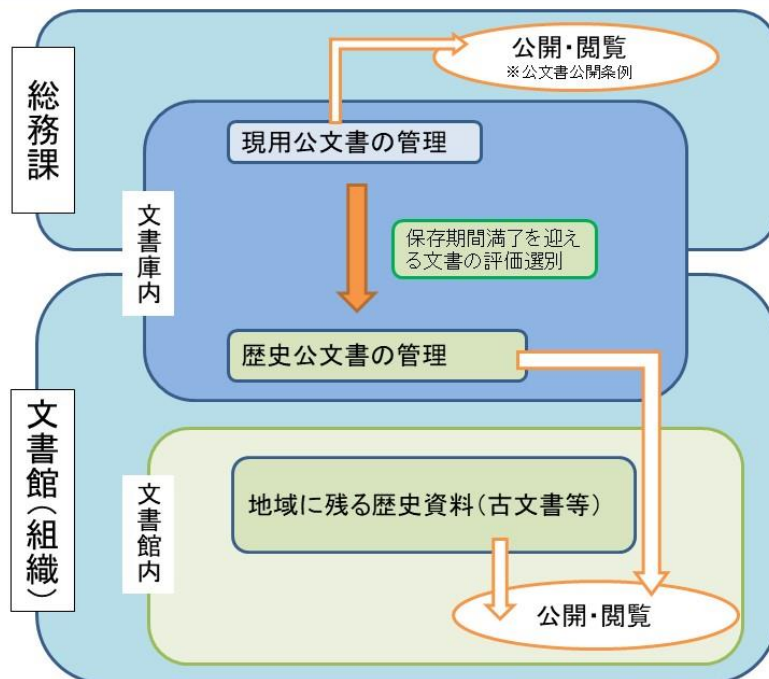 総務課
公開・閲覧
※公文書公開条例
現用公文書の管理
文書庫内
保存期間満了を迎え
る文書の評価選別
歴史公文書の管理
文書館(組織)
文書館内
地域に残る歴史資料(古文書等)
公開・閲覧